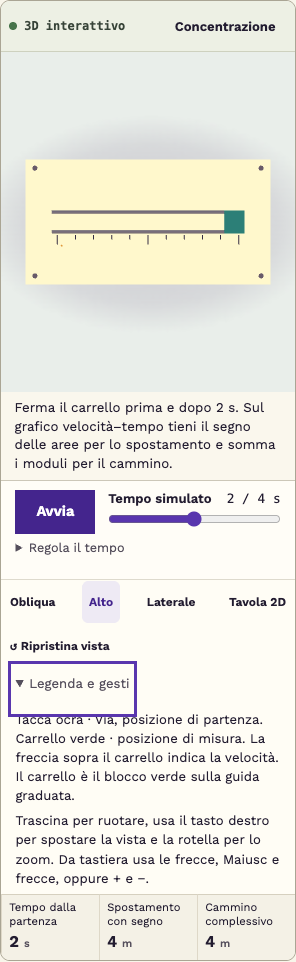 3D interattivo
Concentrazione
Ferma il carrello prima e dopo 2 s. Sul
grafico velocità–tempo tieni il segno
delle aree per lo spostamento e somma
i moduli per il cammino.
Avvia
Tempo simulato 2 / 4 s
▶ Regola il tempo
Obliqua Alto Laterale Tavola 2D
↺ Ripristina vista
▼ Legenda e gesti
Tacca ocra · Via, posizione di partenza.
Carrello verde · posizione di misura. La
freccia sopra il carrello indica la velocità.
Il carrello è il blocco verde sulla guida
graduata.
Trascina per ruotare, usa il tasto destro
per spostare la vista e la rotella per lo
zoom. Da tastiera usa le frecce, Maiusc e
frecce, oppure + e −.
Tempo dalla partenza
2 s
Spostamento con segno
4 m
Cammino complessivo
4 m